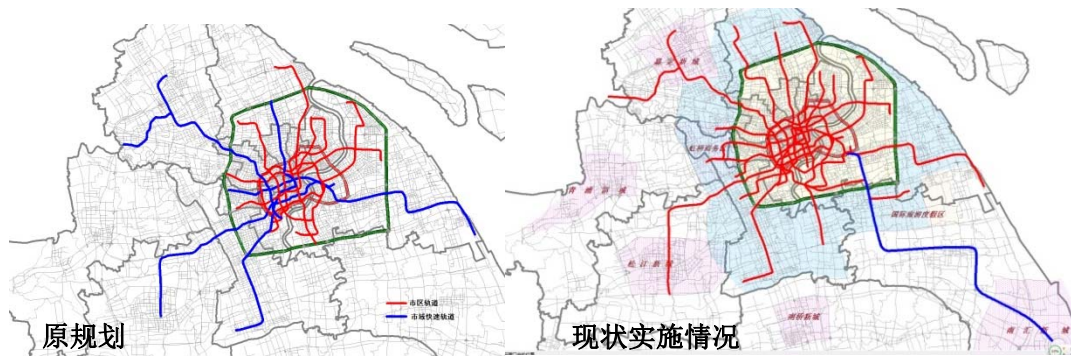 市区轨道
市域快速轨道
原规划
嘉定新城
虹桥商务区
青浦新城
国际旅游度假区
松江新城
南桥新城
南汇新城
现状实施情况